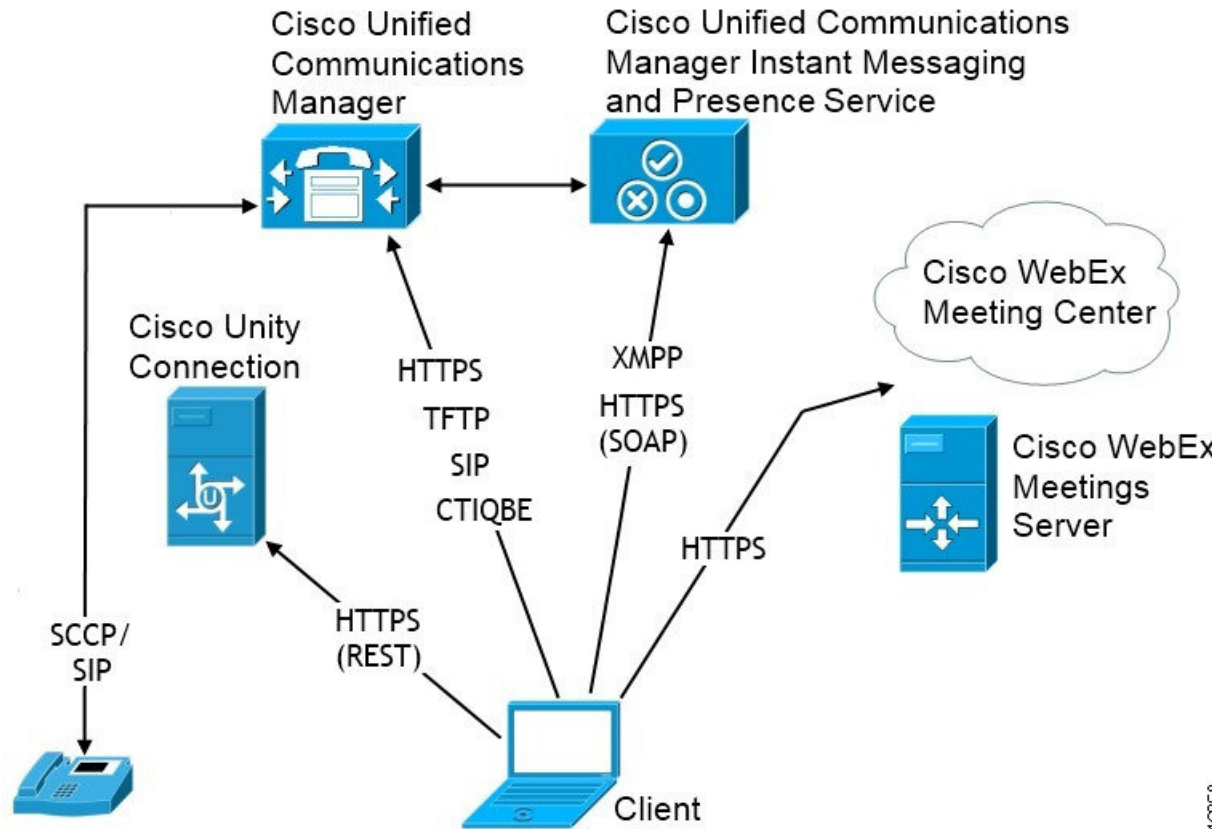 Cisco Unified
Communications
Manager
Cisco Unified Communications
Manager Instant Messaging
and Presence Service
Cisco WebEx
Meeting Center
Cisco Unity
Connection
HTTPS
TFTP
SIP
CTIQBE
XMPP
HTTPS
(SOAP)
Cisco WebEx
Meetings
Server
U
HTTPS
HTTPS
(REST)
SCCP/
SIP
Client